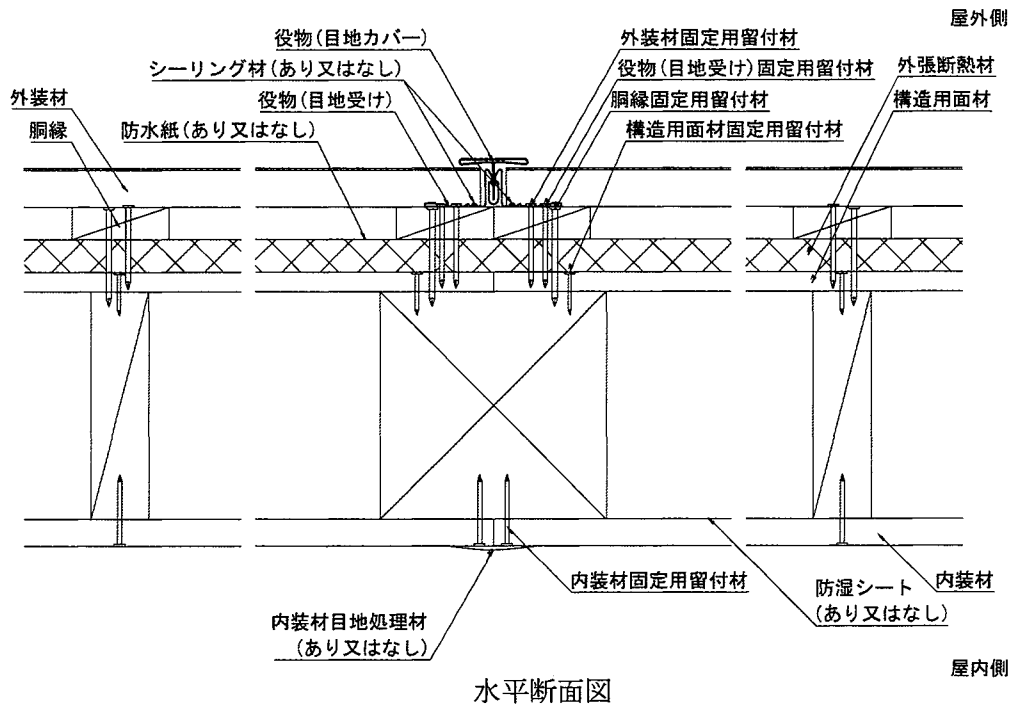 屋外側
役物(目地カバー)
外装材固定用留付材
シーリング材(あり又はなし)
役物(目地受け)固定用留付材
外張断熱材
外装材
役物(目地受け)
胴縁固定用留付材
構造用面材
胴縁
防水紙(あり又はなし)
構造用面材固定用留付材
内装材固定用留付材
防湿シート
(あり又はなし)
内装材
内装材目地処理材
(あり又はなし)
屋内側
水平断面図